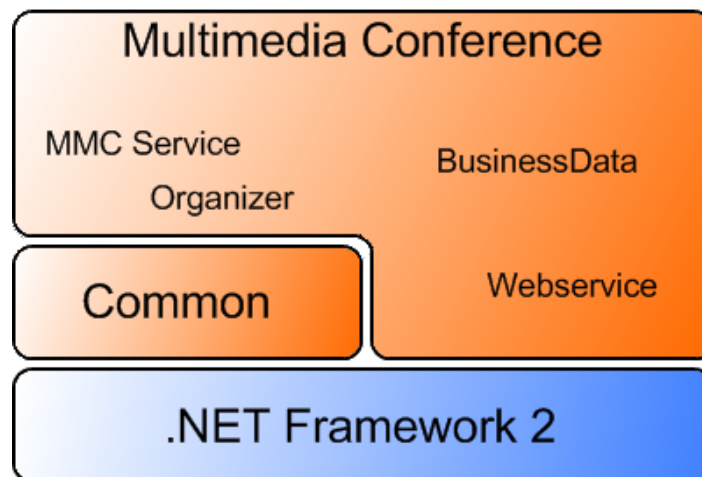 Multimedia Conference
MMC Service
BusinessData
Organizer
Webservice
Common
.NET Framework 2